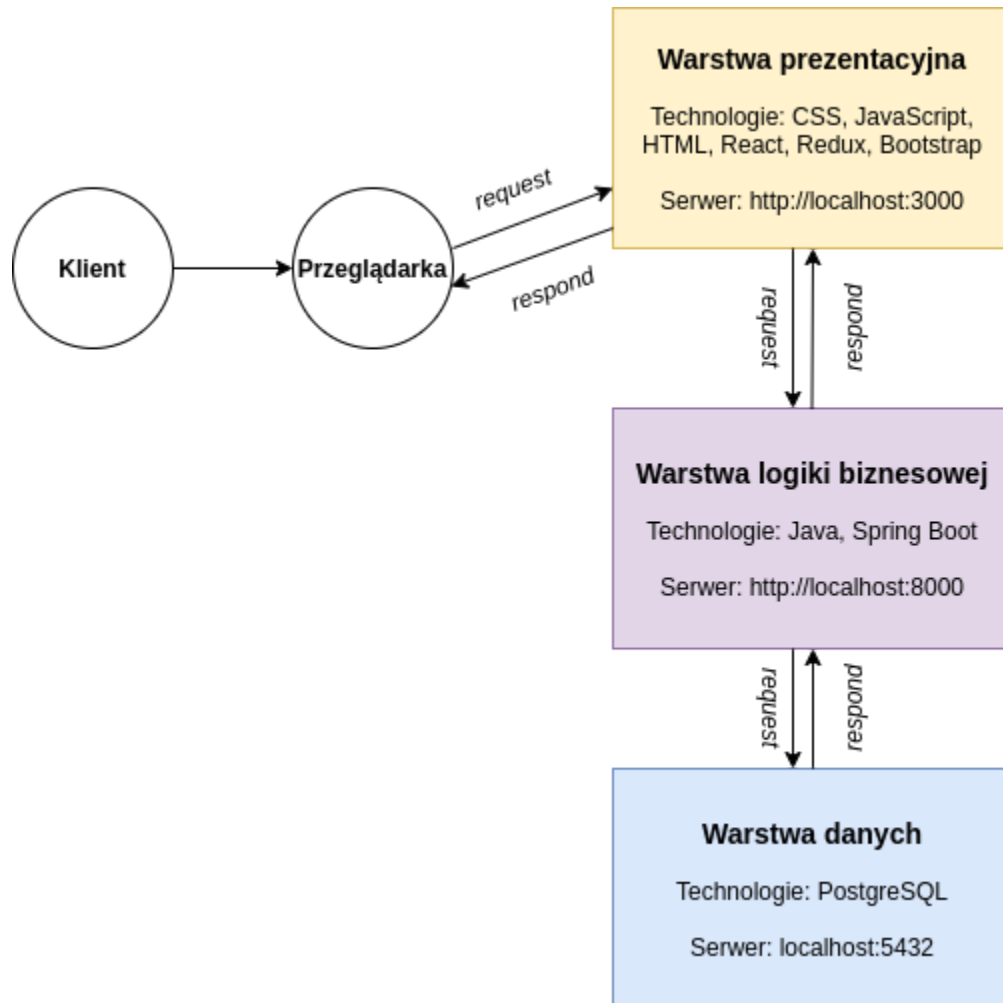 Klient
Przeglądarka
request
respond
Warstwa prezentacyjna
Technologie: CSS, JavaScript,
HTML, React, Redux, Bootstrap
Serwer: http://localhost:3000
request
respond
Warstwa logiki biznesowej
Technologie: Java, Spring Boot
Serwer: http://localhost:8000
request
respond
Warstwa danych
Technologie: PostgreSQL
Serwer: localhost:5432